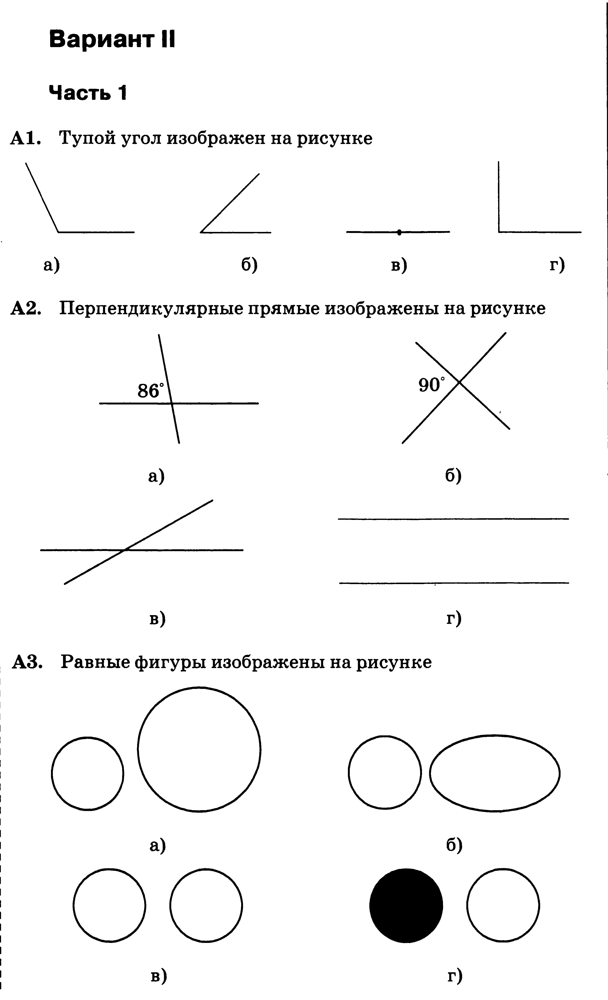 Вариант II
Часть 1
А1. Тупой угол изображен на рисунке
а) б) в) г)
А2. Перпендикулярные прямые изображены на рисунке
86° 90°
а) б)
в) г)
А3. Равные фигуры изображены на рисунке
а) б)
в) г)